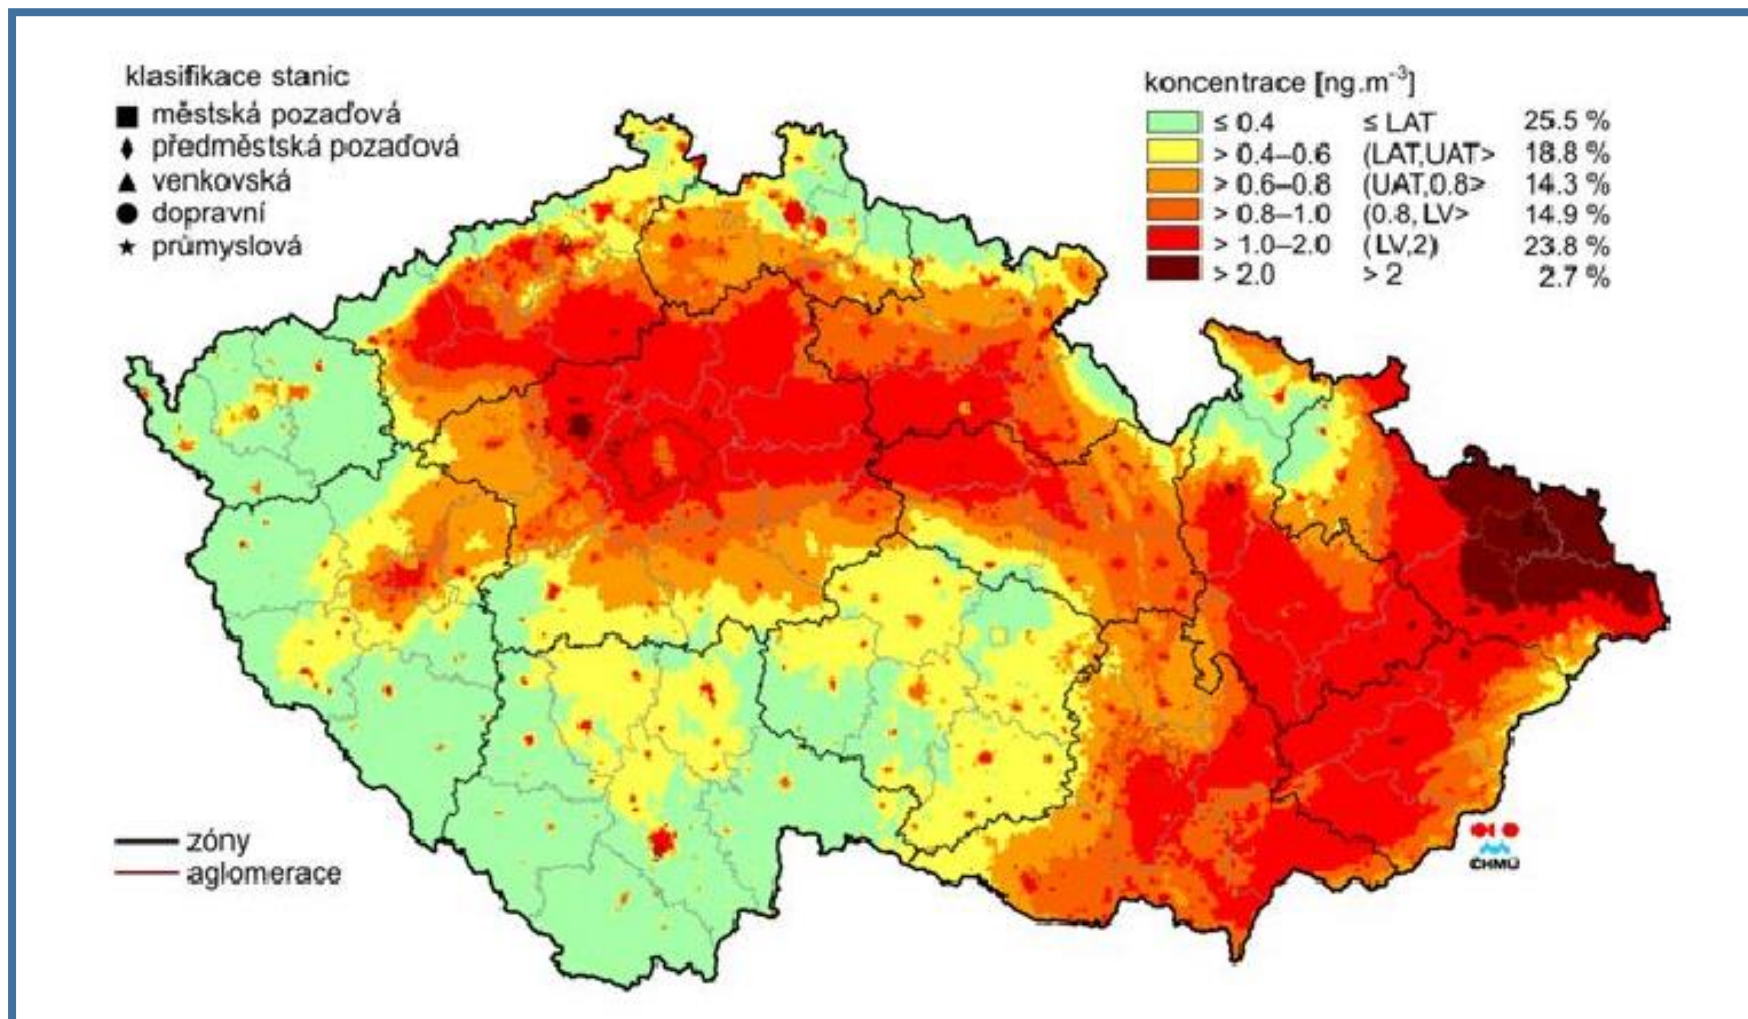 klasifikace stanic
městská pozaďová
předměstská pozaďová
venkovská
dopravní
průmyslová
koncentrace [ng.m⁻³]
≤ 0.4 ≤ LAT 25.5 %
> 0.4–0.6 (LAT,UAT> 18.8 %
> 0.6–0.8 (UAT,0.8> 14.3 %
> 0.8–1.0 (0.8, LV> 14.9 %
> 1.0–2.0 (LV,2) 23.8 %
> 2.0 > 2 2.7 %
zóny
aglomerace
ČHMÚ